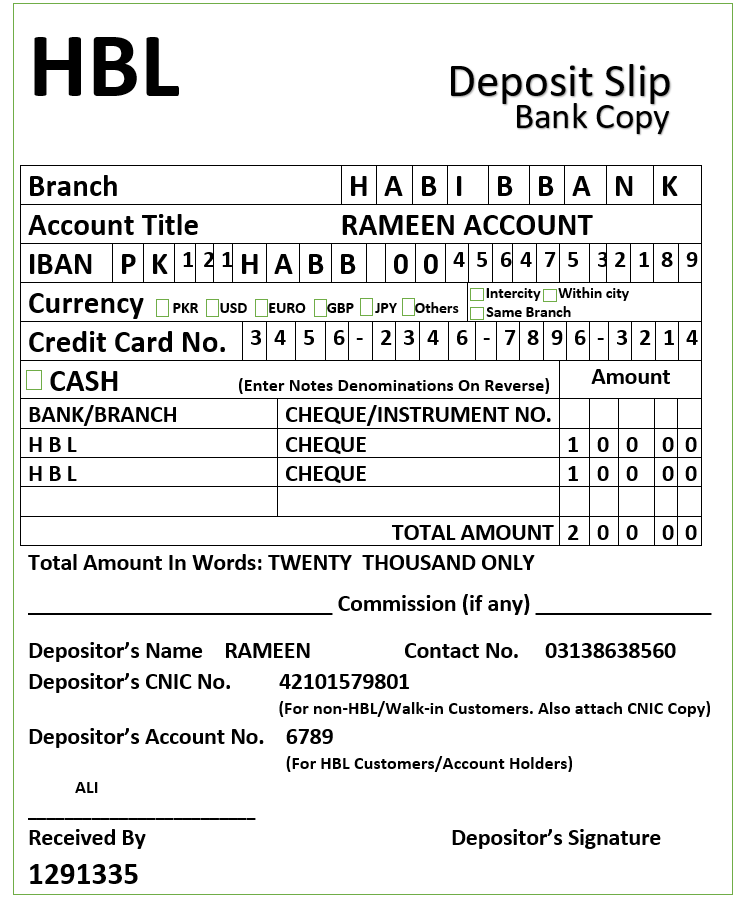 HBL
Deposit Slip
Bank Copy
Branch H A B I B B A N K
Account Title RAMEEN ACCOUNT
IBAN P K 1 2 1 H A B B 0 0 4 5 6 4 7 5 3 2 1 8 9
Currency PKR USD EURO GBP JPY Others Intercity Within city
Same Branch
Credit Card No. 3 4 5 6 - 2 3 4 6 - 7 8 9 6 - 3 2 1 4
CASH (Enter Notes Denominations On Reverse) Amount
BANK/BRANCH CHEQUE/INSTRUMENT NO.
H B L CHEQUE 1 0 0 0 0
H B L CHEQUE 1 0 0 0 0
TOTAL AMOUNT 2 0 0 0 0
Total Amount In Words: TWENTY THOUSAND ONLY
Commission (if any)
Depositor’s Name RAMEEN Contact No. 03138638560
Depositor’s CNIC No. 42101579801
(For non-HBL/Walk-in Customers. Also attach CNIC Copy)
Depositor’s Account No. 6789
(For HBL Customers/Account Holders)
ALI
Received By Depositor’s Signature
1291335